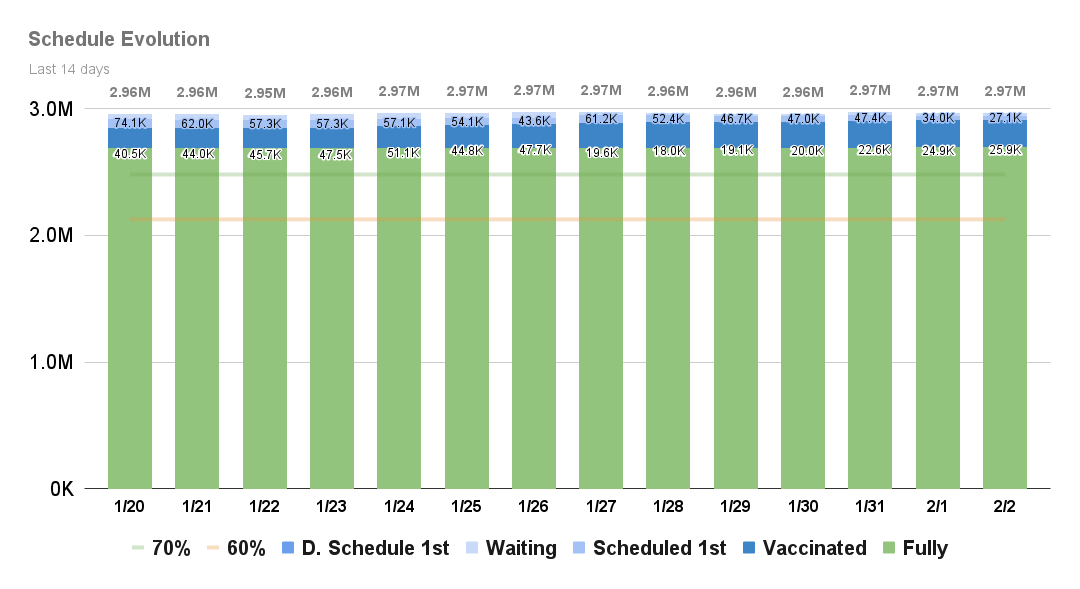 Schedule Evolution
Last 14 days
2.96M 2.96M 2.95M 2.96M 2.97M 2.97M 2.97M 2.97M 2.96M 2.96M 2.96M 2.97M 2.97M 2.97M
3.0M
74.1K 62.0K 57.3K 57.3K 57.1K 54.1K 43.6K 61.2K 52.4K 46.7K 47.0K 47.4K 34.0K 27.1K
40.5K 44.0K 45.7K 47.5K 51.1K 44.8K 47.7K 19.6K 18.0K 19.1K 20.0K 22.6K 24.9K 25.9K
2.0M
1.0M
0K
1/20 1/21 1/22 1/23 1/24 1/25 1/26 1/27 1/28 1/29 1/30 1/31 2/1 2/2
70% 60% D. Schedule 1st Waiting Scheduled 1st Vaccinated Fully